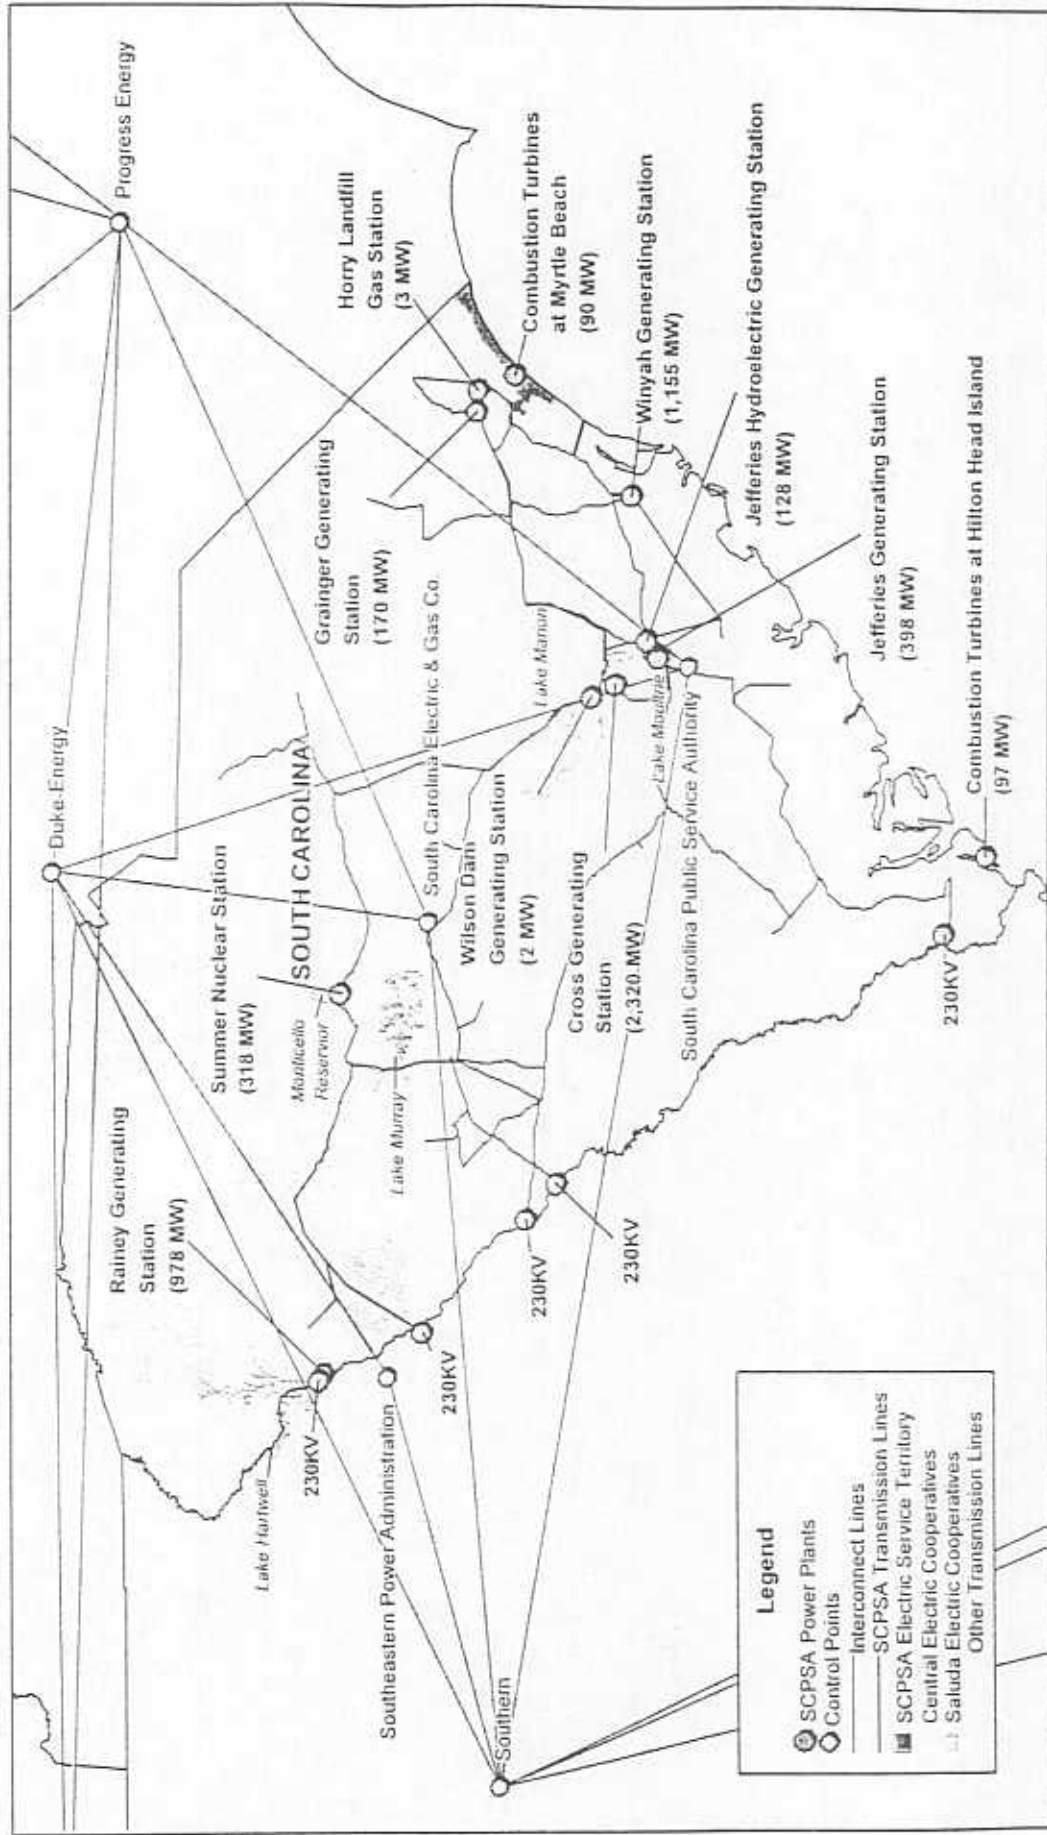 Progress Energy
Duke Energy
Horry Landfill
Gas Station
(3 MW)
Combustion Turbines
at Myrtle Beach
(90 MW)
Winyah Generating Station
(1,155 MW)
Jefferies Hydroelectric Generating Station
(128 MW)
Jefferies Generating Station
(398 MW)
Combustion Turbines at Hilton Head Island
(97 MW)
Grainger Generating
Station
(170 MW)
South Carolina Electric & Gas Co.
Lake Marion
Lake Moultrie
South Carolina Public Service Authority
SOUTH CAROLINA
Summer Nuclear Station
(318 MW)
Monticello
Reservior
Lake Murray
Wilson Dam
Generating Station
(2 MW)
Cross Generating
Station
(2,320 MW)
Rainey Generating
Station
(978 MW)
Lake Hartwell
230KV
Southeastern Power Administration
230KV
230KV
230KV
230KV
Southern
Legend
SCPSA Power Plants
Control Points
Interconnect Lines
SCPSA Transmission Lines
SCPSA Electric Service Territory
Central Electric Cooperatives
Saluda Electric Cooperatives
Other Transmission Lines